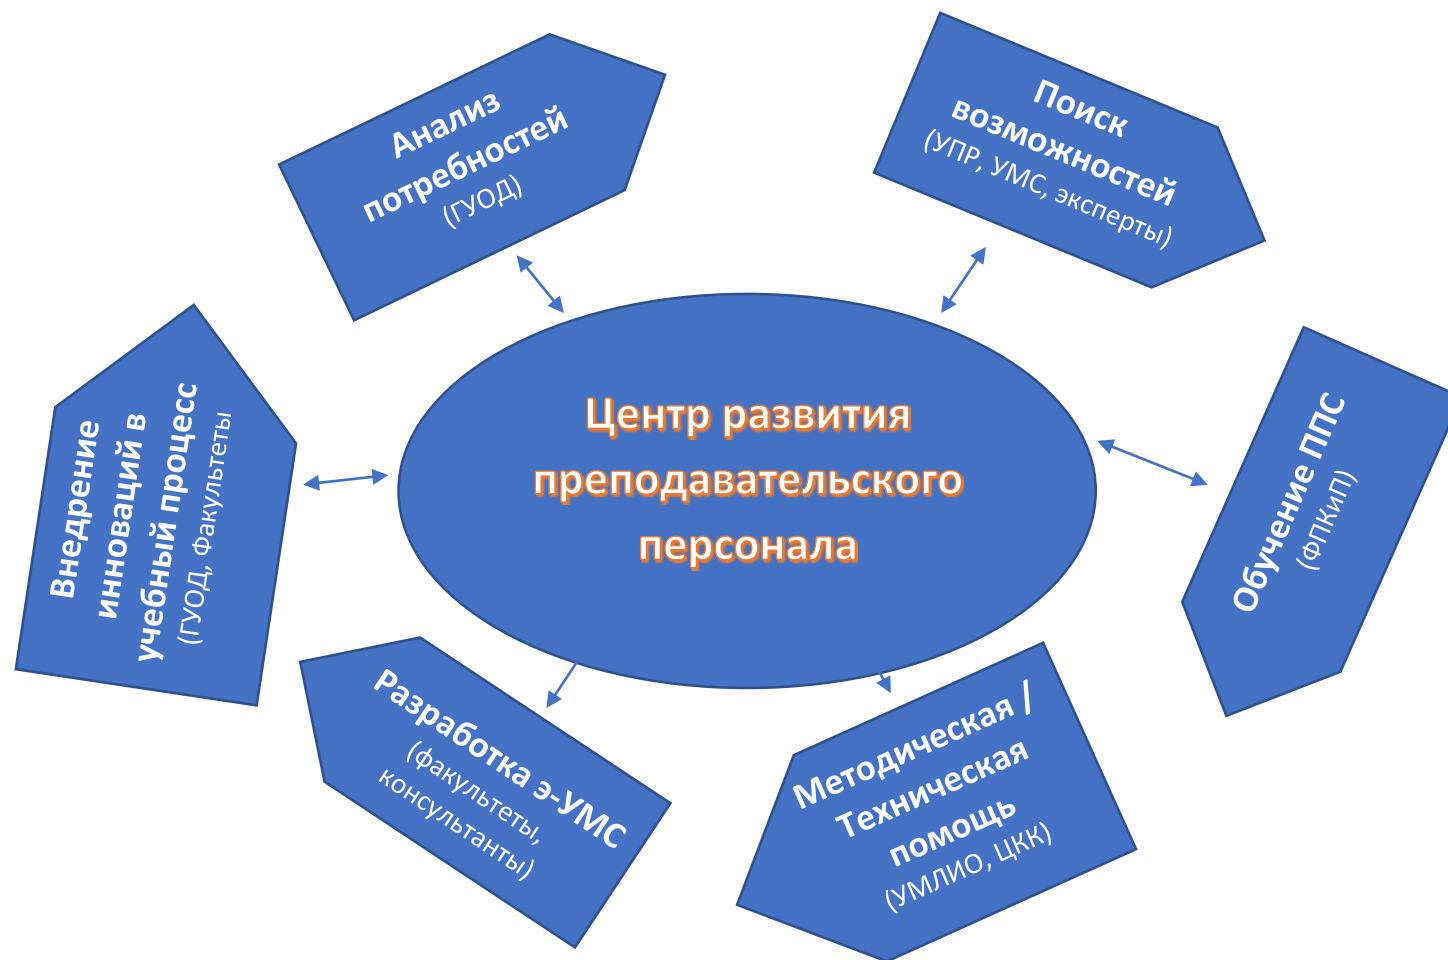 Анализ
потребностей
(ГУОД)
Поиск
возможностей
(УПР, УМС, эксперты)
Центр развития
преподавательского
персонала
Обучение ППС
(ФПКиП)
Методическая /
Техническая
помощь
(УМЛИО, ЦКК)
Разработка э-УМС
(факультеты,
консультанты)
Внедрение
инноваций в
учебный процесс
(ГУОД, Факультеты